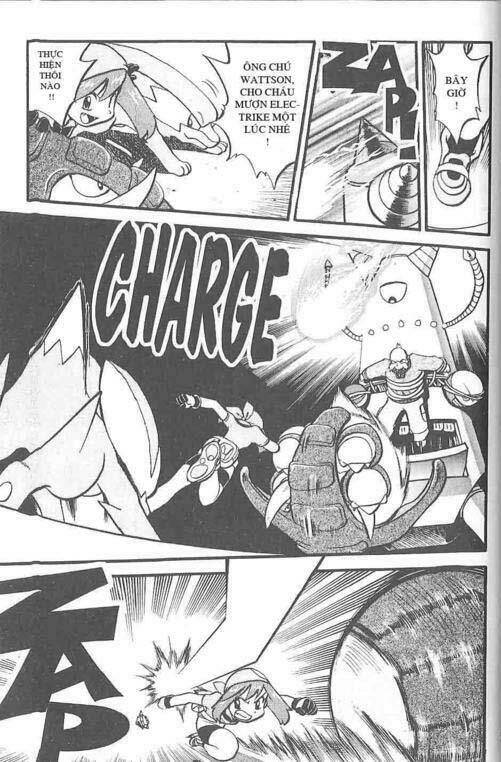 THỰC
HIỆN
THÔI
NÀO !!
ÔNG CHÚ
WATTSON,
CHO CHÁU
MƯỢN ELEC-
TRIKE MỘT
LÚC NHÉ
!
ZAP!
BÂY
GIỜ
!
CHARGE
ZAP